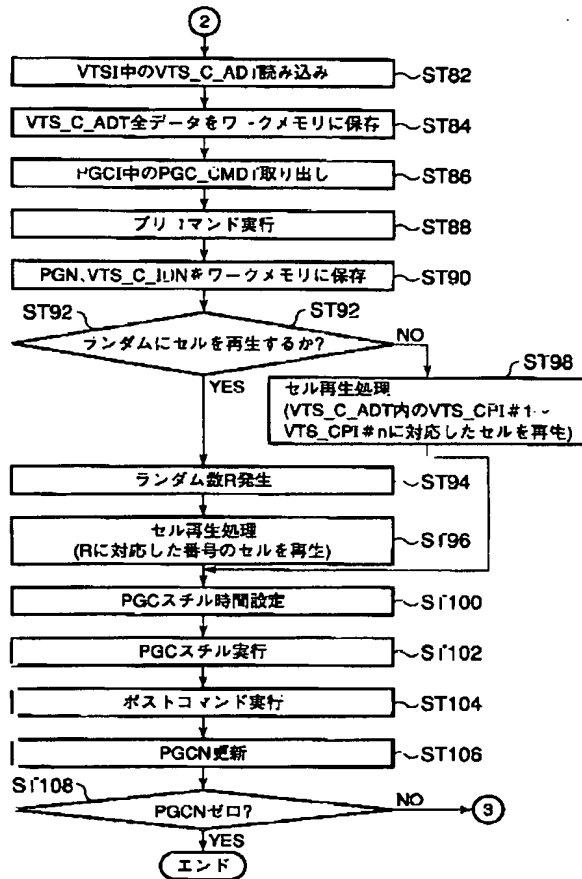 2
VTSI中のVTS_C_ADT読み込み
ST82
VTS_C_ADT全データをワークメモリに保存
ST84
PGCI中のPGC_CMDT取り出し
ST86
プリコマンド実行
ST88
PGN、VTS_C_IDNをワークメモリに保存
ST90
ST92
ST92
ランダムにセルを再生するか?
NO
YES
ST98
セル再生処理
(VTS_C_ADT内のVTS_CPI#1~
VTS_CPI#nに対応したセルを再生)
ランダム数R発生
ST94
セル再生処理
(Rに対応した番号のセルを再生)
ST96
PGCスチル時間設定
ST100
PGCスチル実行
ST102
ポストコマンド実行
ST104
PGCN更新
ST106
ST108
PGCNゼロ?
NO
3
YES
エンド